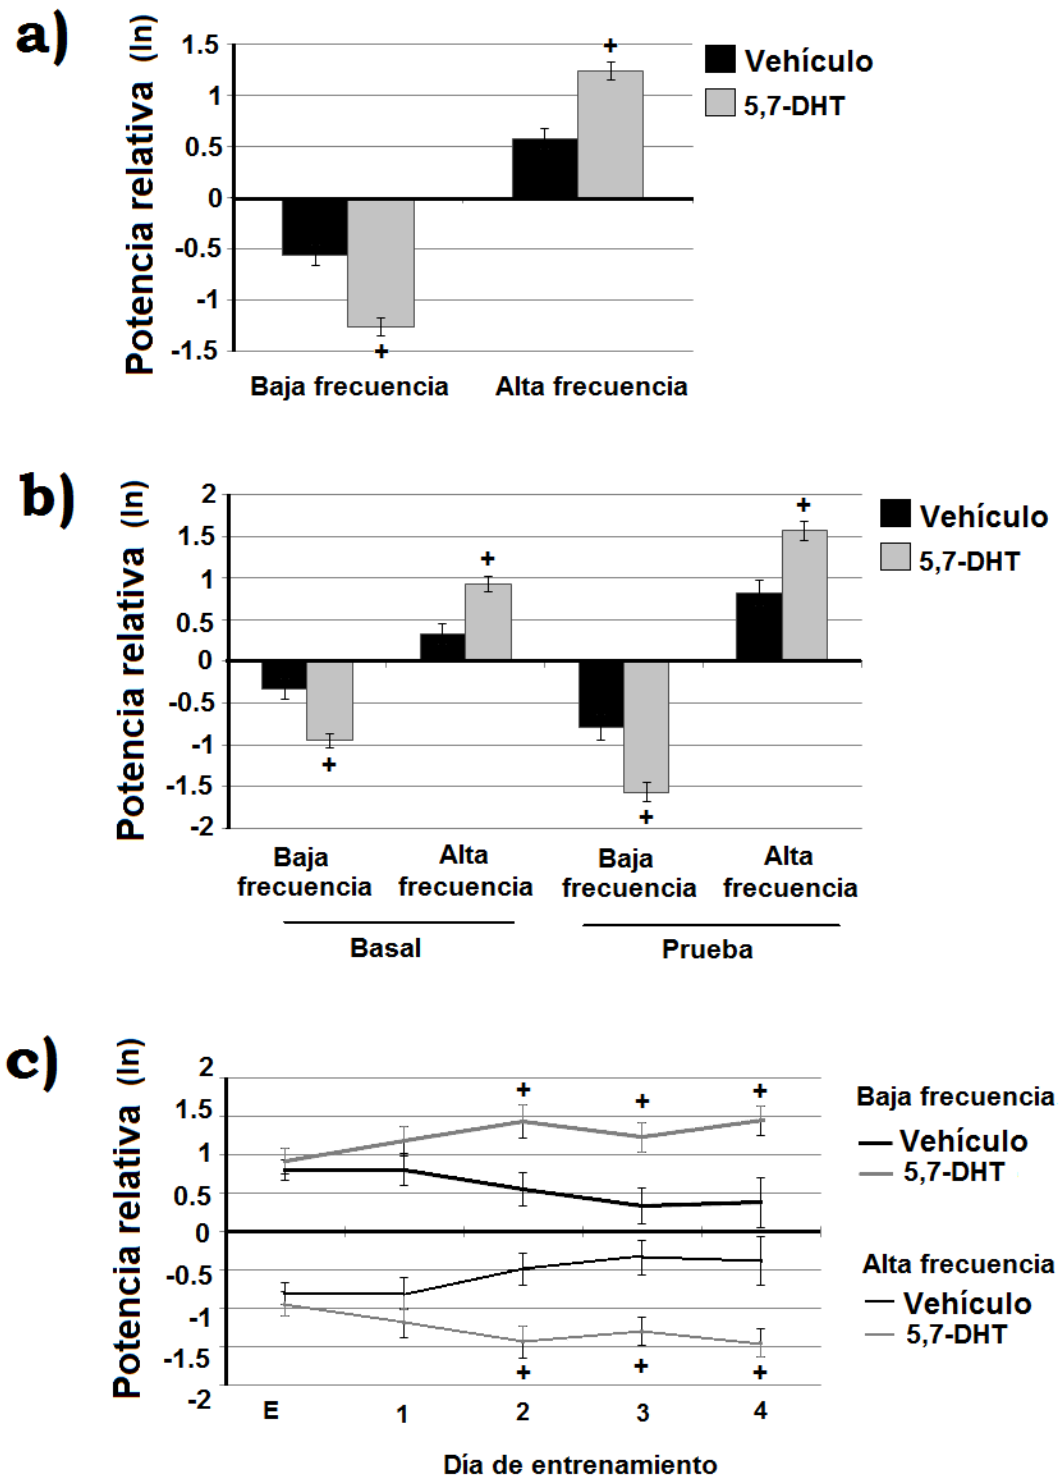 a)
Potencia relativa (ln)
1.5
1
0.5
0
-0.5
-1
-1.5
+
+
Baja frecuencia Alta frecuencia
Vehículo
5,7-DHT
b)
Potencia relativa (ln)
2
1.5
1
0.5
0
-0.5
-1
-1.5
-2
+
+
+
+
Baja frecuencia
Alta frecuencia
Baja frecuencia
Alta frecuencia
Basal
Prueba
Vehículo
5,7-DHT
c)
Potencia relativa (ln)
2
1.5
1
0.5
0
-0.5
-1
-1.5
-2
+ + +
+ + +
E 1 2 3 4
Día de entrenamiento
Baja frecuencia
Vehículo
5,7-DHT
Alta frecuencia
Vehículo
5,7-DHT